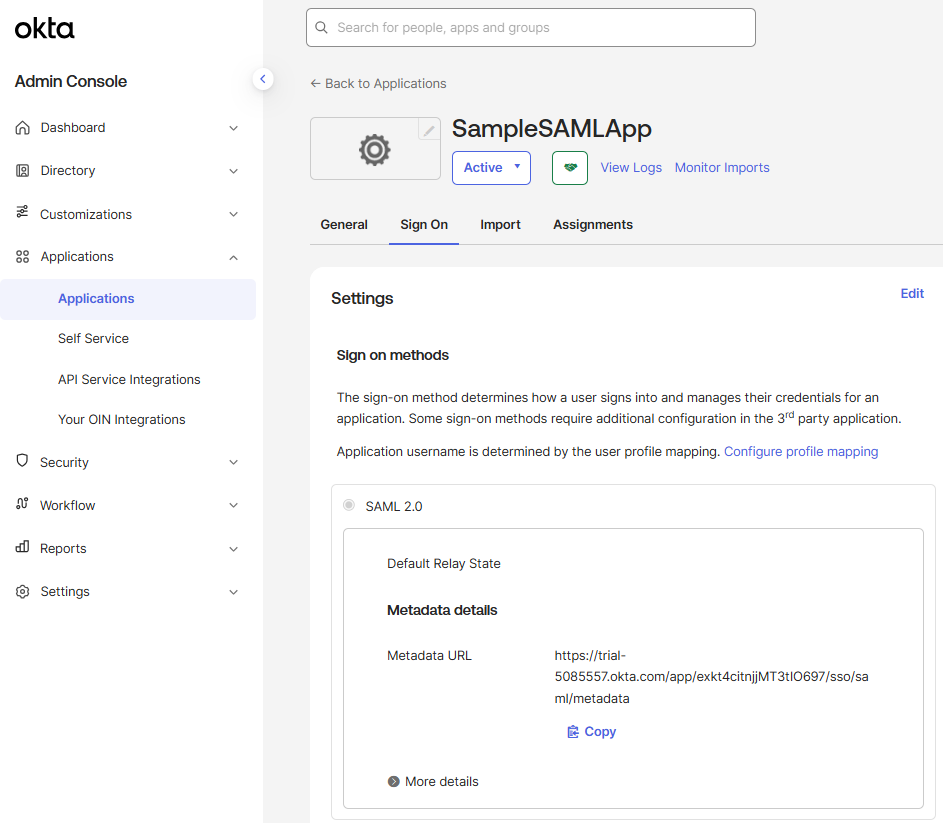 okta
Search for people, apps and groups
Admin Console
← Back to Applications
Dashboard
Directory
Customizations
Applications
Applications
Self Service
API Service Integrations
Your OIN Integrations
Security
Workflow
Reports
Settings
SampleSAMLApp
Active
View Logs
Monitor Imports
General
Sign On
Import
Assignments
Settings
Edit
Sign on methods
The sign-on method determines how a user signs into and manages their credentials for an
application. Some sign-on methods require additional configuration in the 3rd party application.
Application username is determined by the user profile mapping. Configure profile mapping
SAML 2.0
Default Relay State
Metadata details
Metadata URL
https://trial-
5085557.okta.com/app/exkt4citnjjMT3tIO697/sso/sa
ml/metadata
Copy
More details